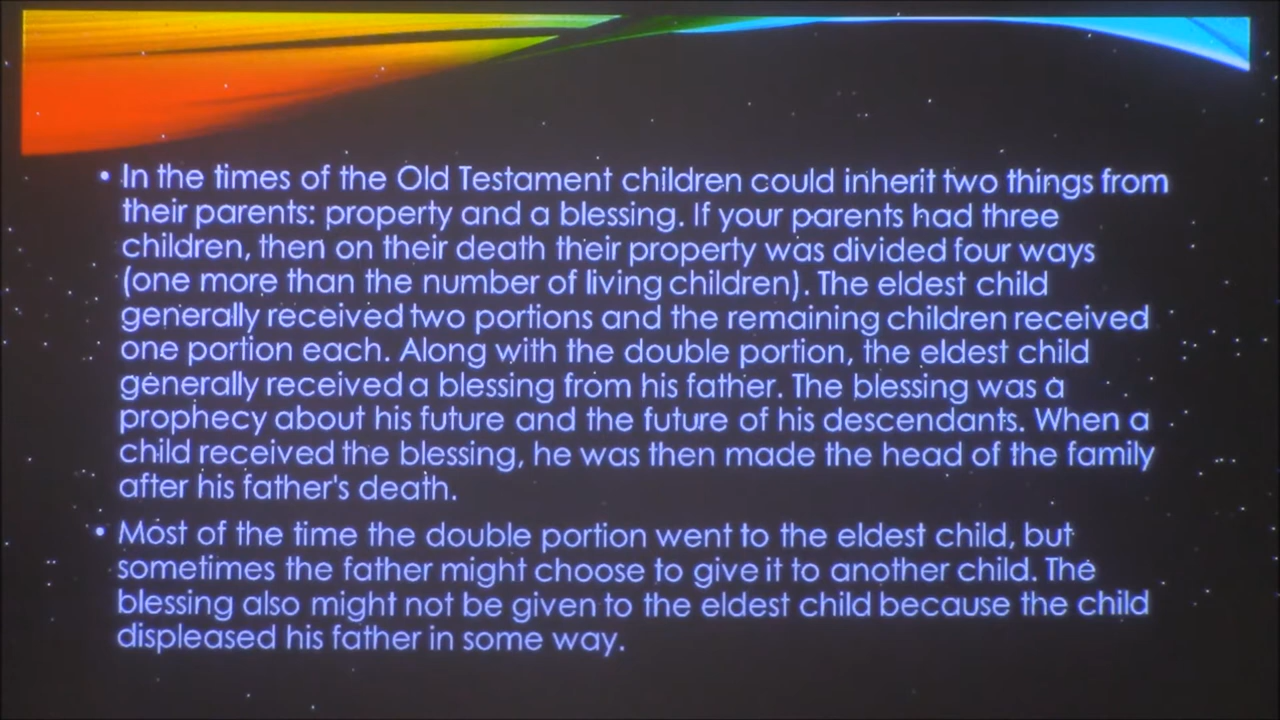 • In the times of the Old Testament children could inherit two things from
their parents: property and a blessing. If your parents had three
children, then on their death their property was divided four ways
(one more than the number of living children). The eldest child
generally received two portions and the remaining children received
one portion each. Along with the double portion, the eldest child
generally received a blessing from his father. The blessing was a
prophecy about his future and the future of his descendants. When a
child received the blessing, he was then made the head of the family
after his father's death.
• Most of the time the double portion went to the eldest child, but
sometimes the father might choose to give it to another child. The
blessing also might not be given to the eldest child because the child
displeased his father in some way.